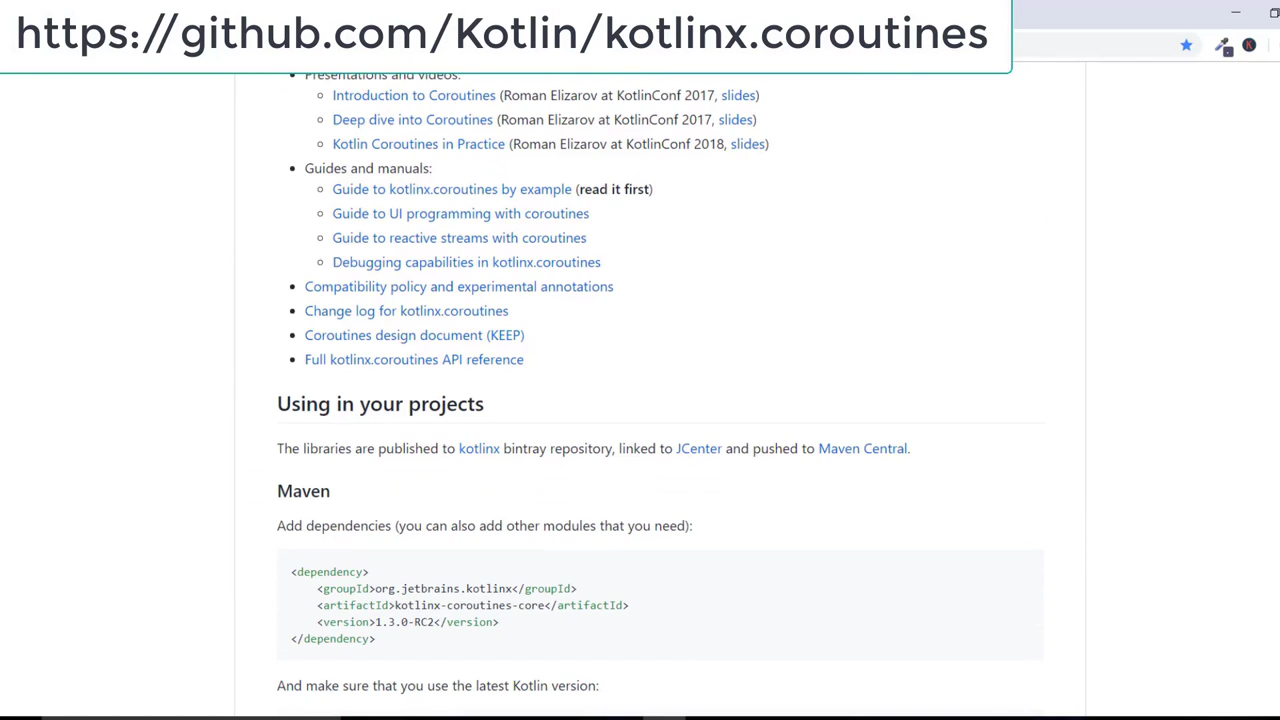 https://github.com/Kotlin/kotlinx.coroutines
Presentations and videos:
Introduction to Coroutines (Roman Elizarov at KotlinConf 2017, slides)
Deep dive into Coroutines (Roman Elizarov at KotlinConf 2017, slides)
Kotlin Coroutines in Practice (Roman Elizarov at KotlinConf 2018, slides)
Guides and manuals:
Guide to kotlinx.coroutines by example (read it first)
Guide to UI programming with coroutines
Guide to reactive streams with coroutines
Debugging capabilities in kotlinx.coroutines
Compatibility policy and experimental annotations
Change log for kotlinx.coroutines
Coroutines design document (KEEP)
Full kotlinx.coroutines API reference
Using in your projects
The libraries are published to kotlinx bintray repository, linked to JCenter and pushed to Maven Central.
Maven
Add dependencies (you can also add other modules that you need):
<dependency>
<groupId>org.jetbrains.kotlinx</groupId>
<artifactId>kotlinx-coroutines-core</artifactId>
<version>1.3.0-RC2</version>
</dependency>
And make sure that you use the latest Kotlin version: